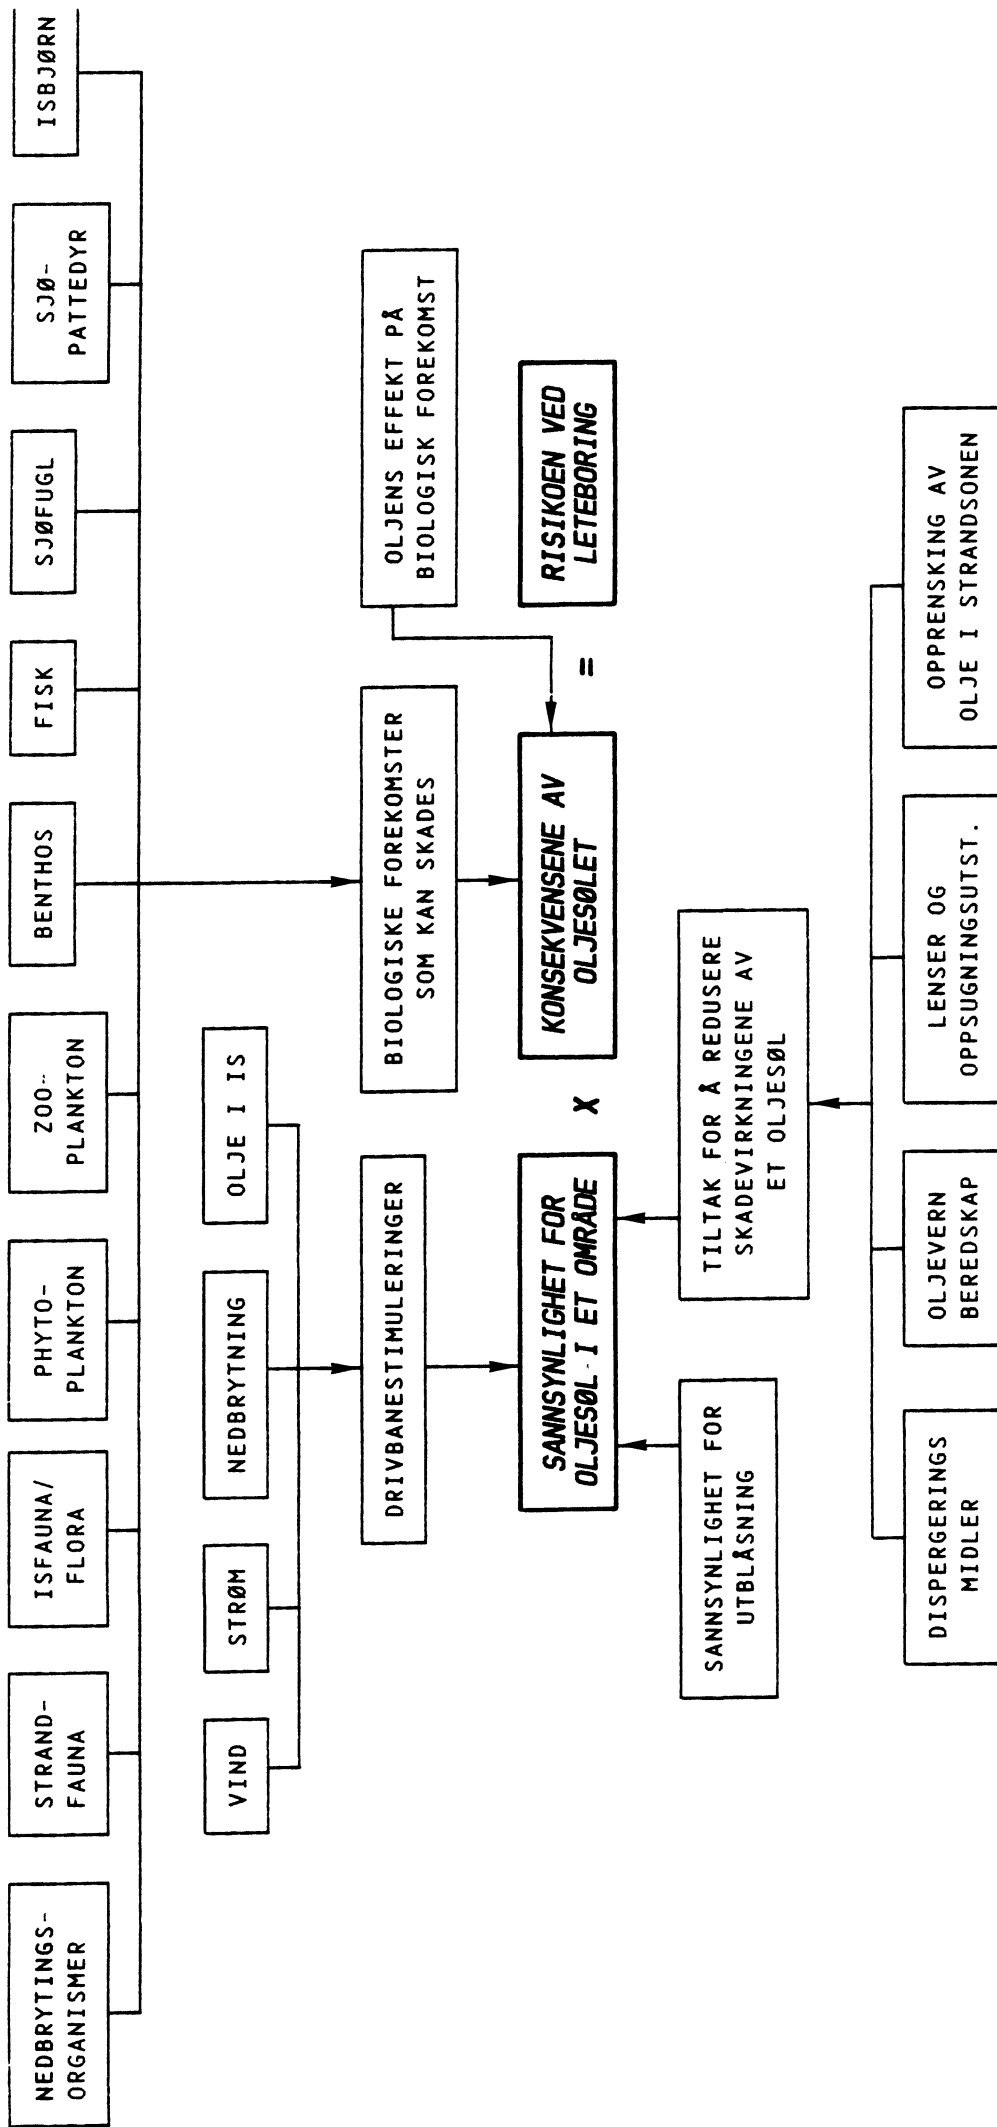 NEDBRYTINGS-
ORGANISMER
STRAND-
FAUNA
ISFAUNA/
FLORA
PHYTO-
PLANKTON
ZOO-
PLANKTON
BENTHOS
FISK
SJØFUGL
SJØ-
PATTEDYR
ISBJØRN
VIND
STRØM
NEDBRYTNING
OLJE I IS
DRIVBANESTIMULERINGER
BIOLOGISKE FOREKOMSTER
SOM KAN SKADES
OLJENS EFFEKT PÅ
BIOLOGISK FOREKOMST
SANNSYNLIGHET FOR
OLJESØL I ET OMRÅDE
X
KONSEKVENSENE AV
OLJESØLET
=
RISIKOEN VED
LETEBORING
SANNSYNLIGHET FOR
UTBLÅSNING
TILTAK FOR Å REDUSERE
SKADEVIRKNINGENE AV
ET OLJESØL
DISPERGERINGS
MIDLER
OLJEVERN
BEREDSKAP
LENSER OG
OPPSUGNINGSUTST.
OPPRENSKING AV
OLJE I STRANDSONEN